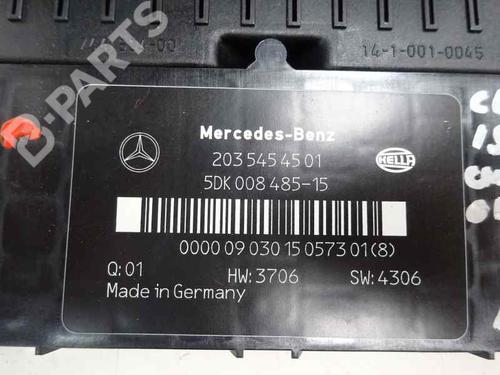 14-1-001-0045
D-PARTS
Mercedes-Benz
203 545 45 01
HELLA
5DK 008 485-15
0000 09 030 15 0573 01(8)
Q:01 HW:3706 SW:4306
Made in Germany